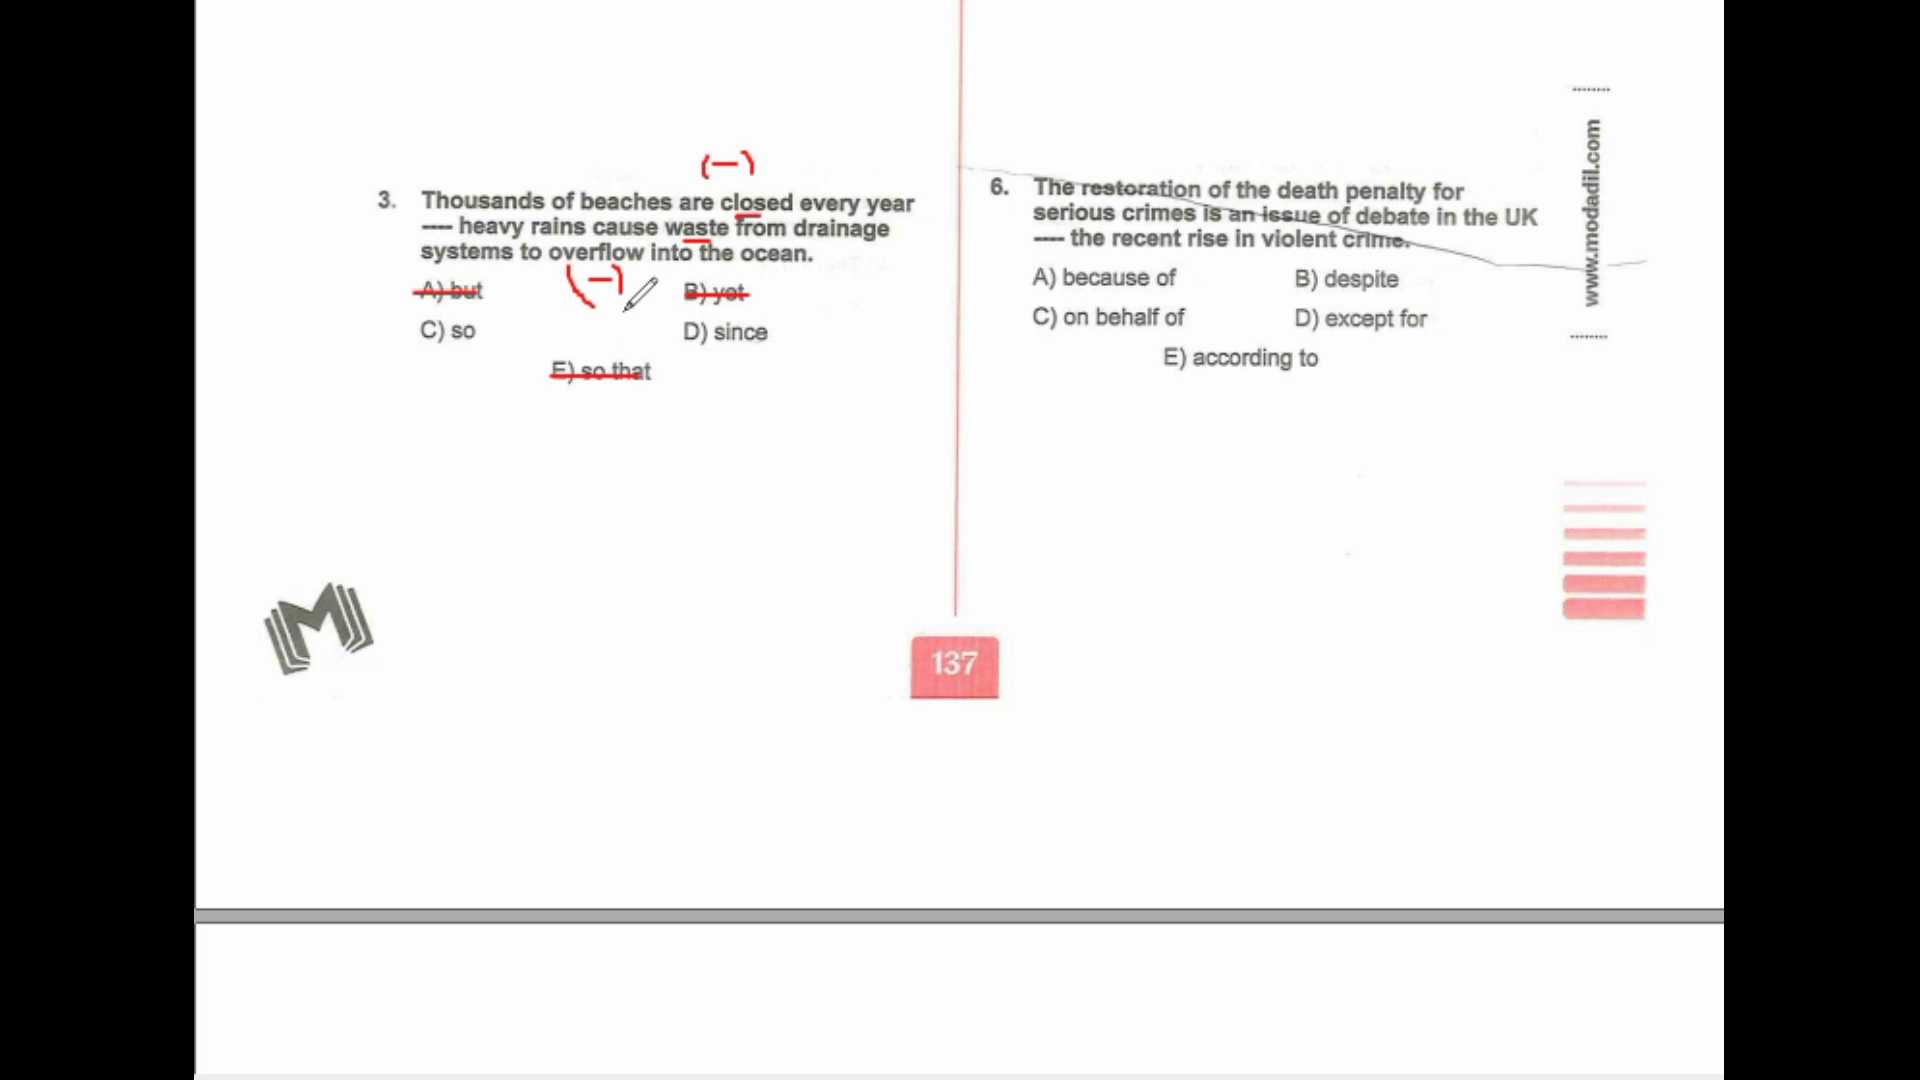 3. Thousands of beaches are closed every year
---- heavy rains cause waste from drainage
systems to overflow into the ocean.
A) but
B) yet
C) so
D) since
E) so that
6. The restoration of the death penalty for
serious crimes is an issue of debate in the UK
---- the recent rise in violent crime.
A) because of
B) despite
C) on behalf of
D) except for
E) according to
www.modadil.com
137